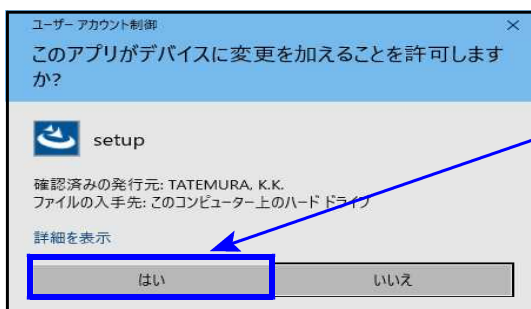 ユーザー アカウント制御
このアプリがデバイスに変更を加えることを許可します
か?
setup
確認済みの発行元: TATEMURA, K.K.
ファイルの入手先: このコンピューター上のハード ドライブ
詳細を表示
はい
いいえ